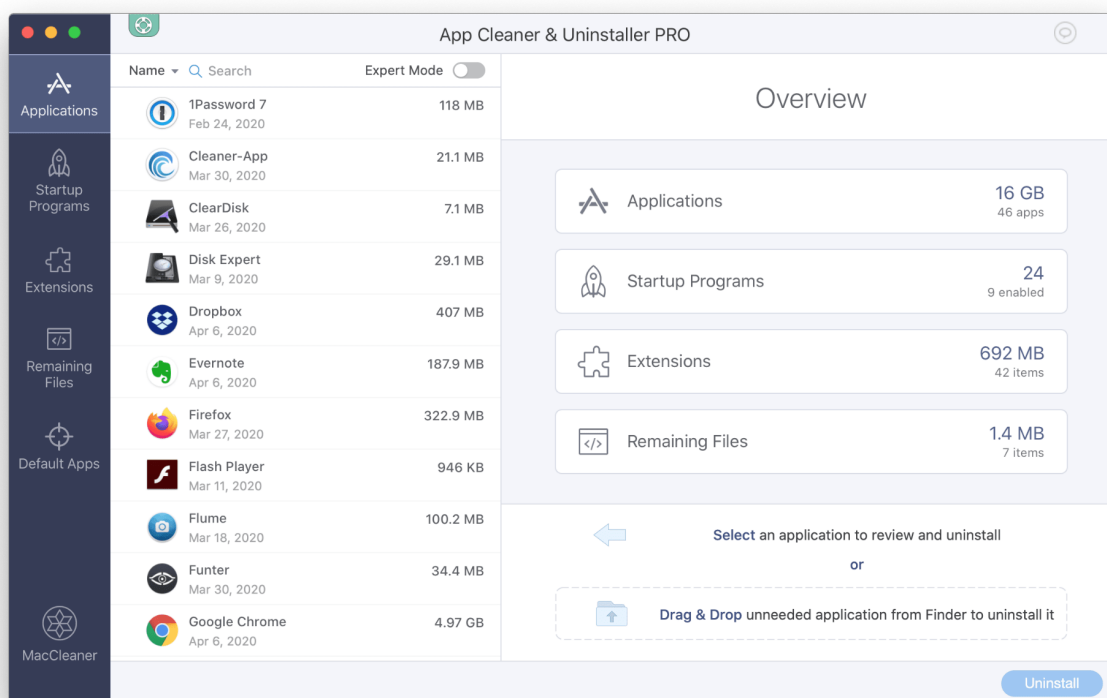 App Cleaner & Uninstaller PRO
Applications
Startup
Programs
Extensions
Remaining
Files
Default Apps
MacCleaner
Name
Search
Expert Mode
1Password 7
118 MB
Feb 24, 2020
Cleaner-App
21.1 MB
Mar 30, 2020
ClearDisk
7.1 MB
Mar 26, 2020
Disk Expert
29.1 MB
Mar 9, 2020
Dropbox
407 MB
Apr 6, 2020
Evernote
187.9 MB
Apr 6, 2020
Firefox
322.9 MB
Mar 27, 2020
Flash Player
946 KB
Mar 11, 2020
Flume
100.2 MB
Mar 18, 2020
Funter
34.4 MB
Mar 30, 2020
Google Chrome
4.97 GB
Apr 6, 2020
Overview
Applications
16 GB
46 apps
Startup Programs
24
9 enabled
Extensions
692 MB
42 items
Remaining Files
1.4 MB
7 items
Select an application to review and uninstall
or
Drag & Drop unneeded application from Finder to uninstall it
Uninstall